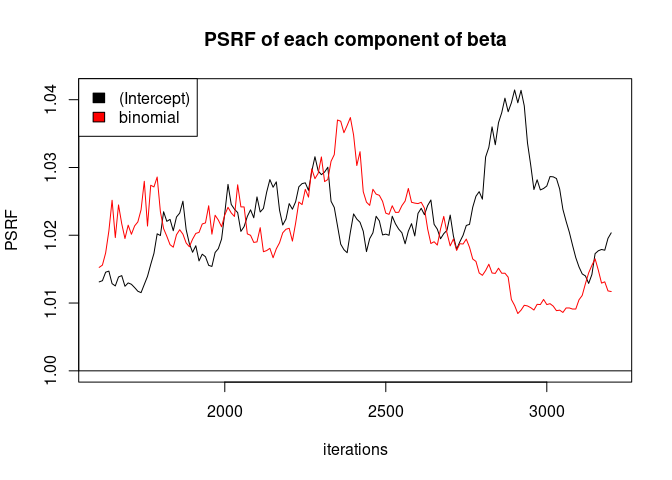 PSRF of each component of beta
(Intercept)
binomial
PSRF
1.04
1.03
1.02
1.01
1.00
2000 2500 3000
iterations